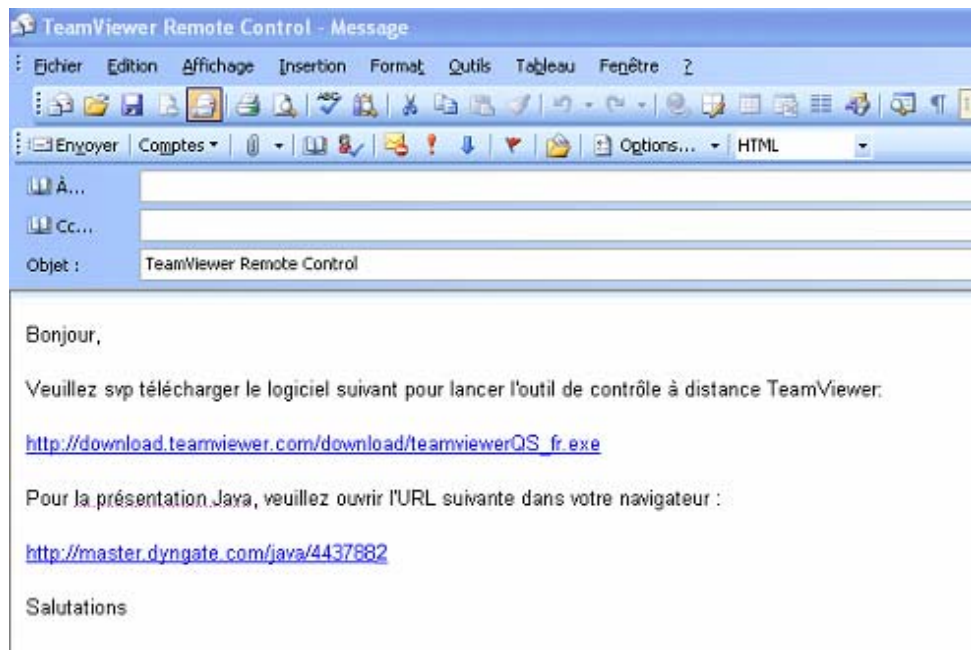 TeamViewer Remote Control - Message
Fichier Edition Affichage Insertion Format Outils Tableau Fenêtre ?
Envoyer Comptes Options... HTML
À...
Cc...
Objet : TeamViewer Remote Control
Bonjour,
Veuillez svp télécharger le logiciel suivant pour lancer l'outil de contrôle à distance TeamViewer:
http://download.teamviewer.com/download/teamviewerQS_fr.exe
Pour la présentation Java, veuillez ouvrir l'URL suivante dans votre navigateur :
http://master.dyngate.com/java/4437882
Salutations